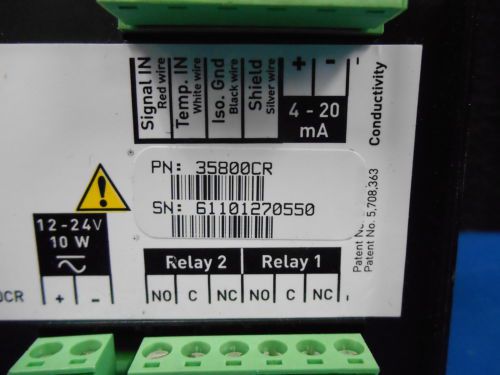 Signal IN
Red wire
Temp. IN
White wire
Iso. Gnd
Black wire
Shield
Silver wire
+ -
4 - 20
mA
Conductivity
PN: 35800CR
SN: 61101270550
12-24V
10 W
+ -
Relay 2 Relay 1
NO C NC NO C NC
Patent No. 5,708,363
Patent No.
0CR